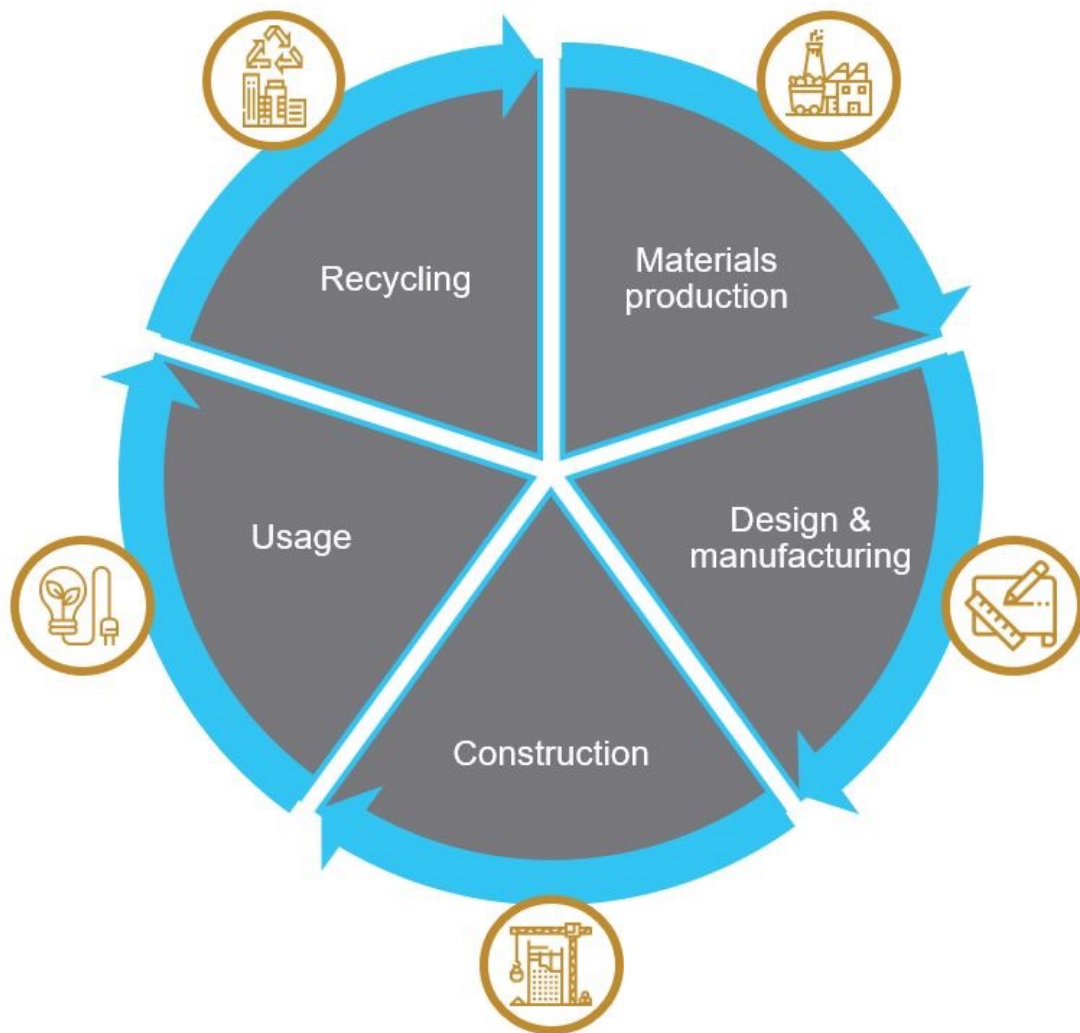 Recycling
Materials
production
Usage
Design &
manufacturing
Construction